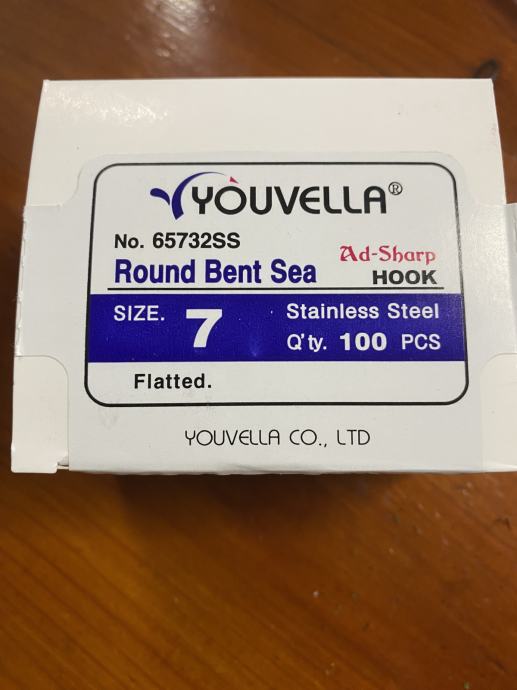 YOUVELLA®
No. 65732SS
Ad-Sharp
Round Bent Sea HOOK
SIZE. 7 Stainless Steel
Q'ty. 100 PCS
Flatted.
YOUVELLA CO., LTD